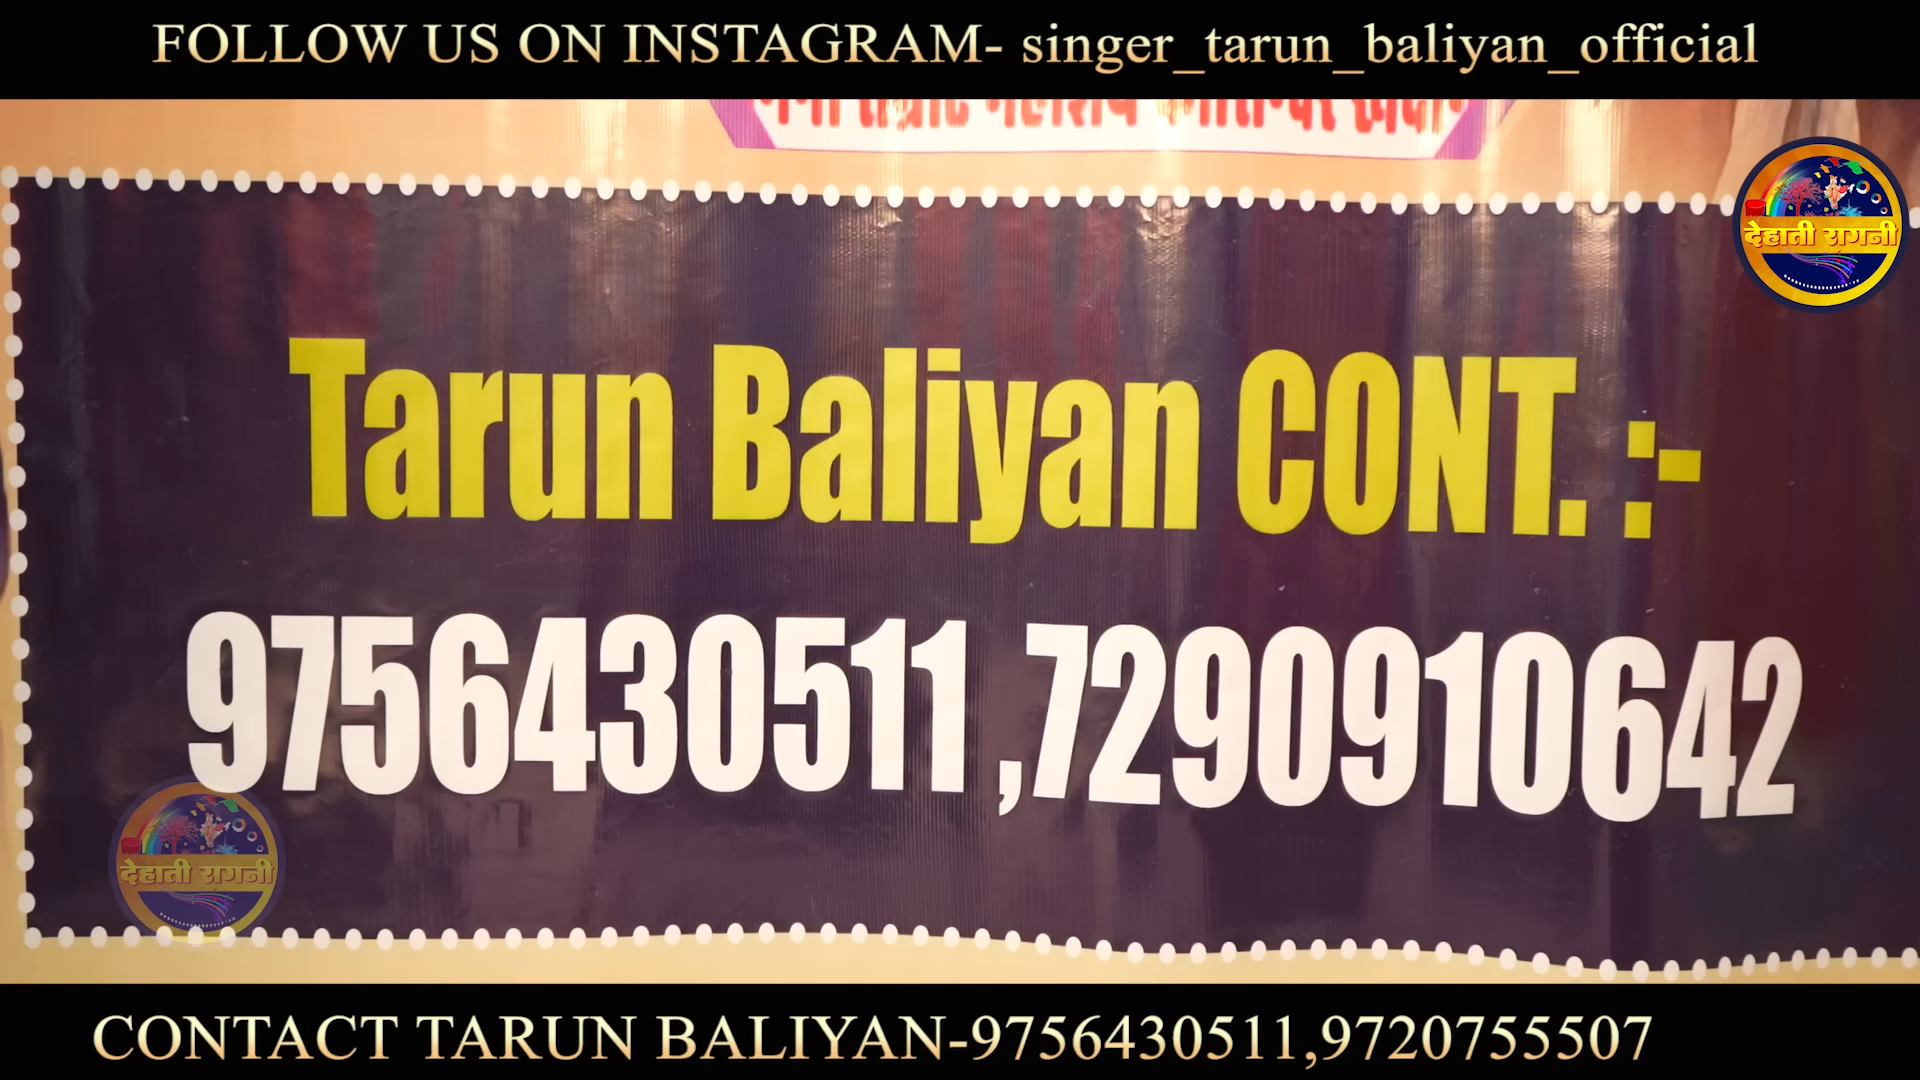 FOLLOW US ON INSTAGRAM- singer_tarun_baliyan_official
देहाती रागनी
Tarun Baliyan CONT. :-
9756430511 ,7290910642
देहाती रागनी
CONTACT TARUN BALIYAN-9756430511,9720755507